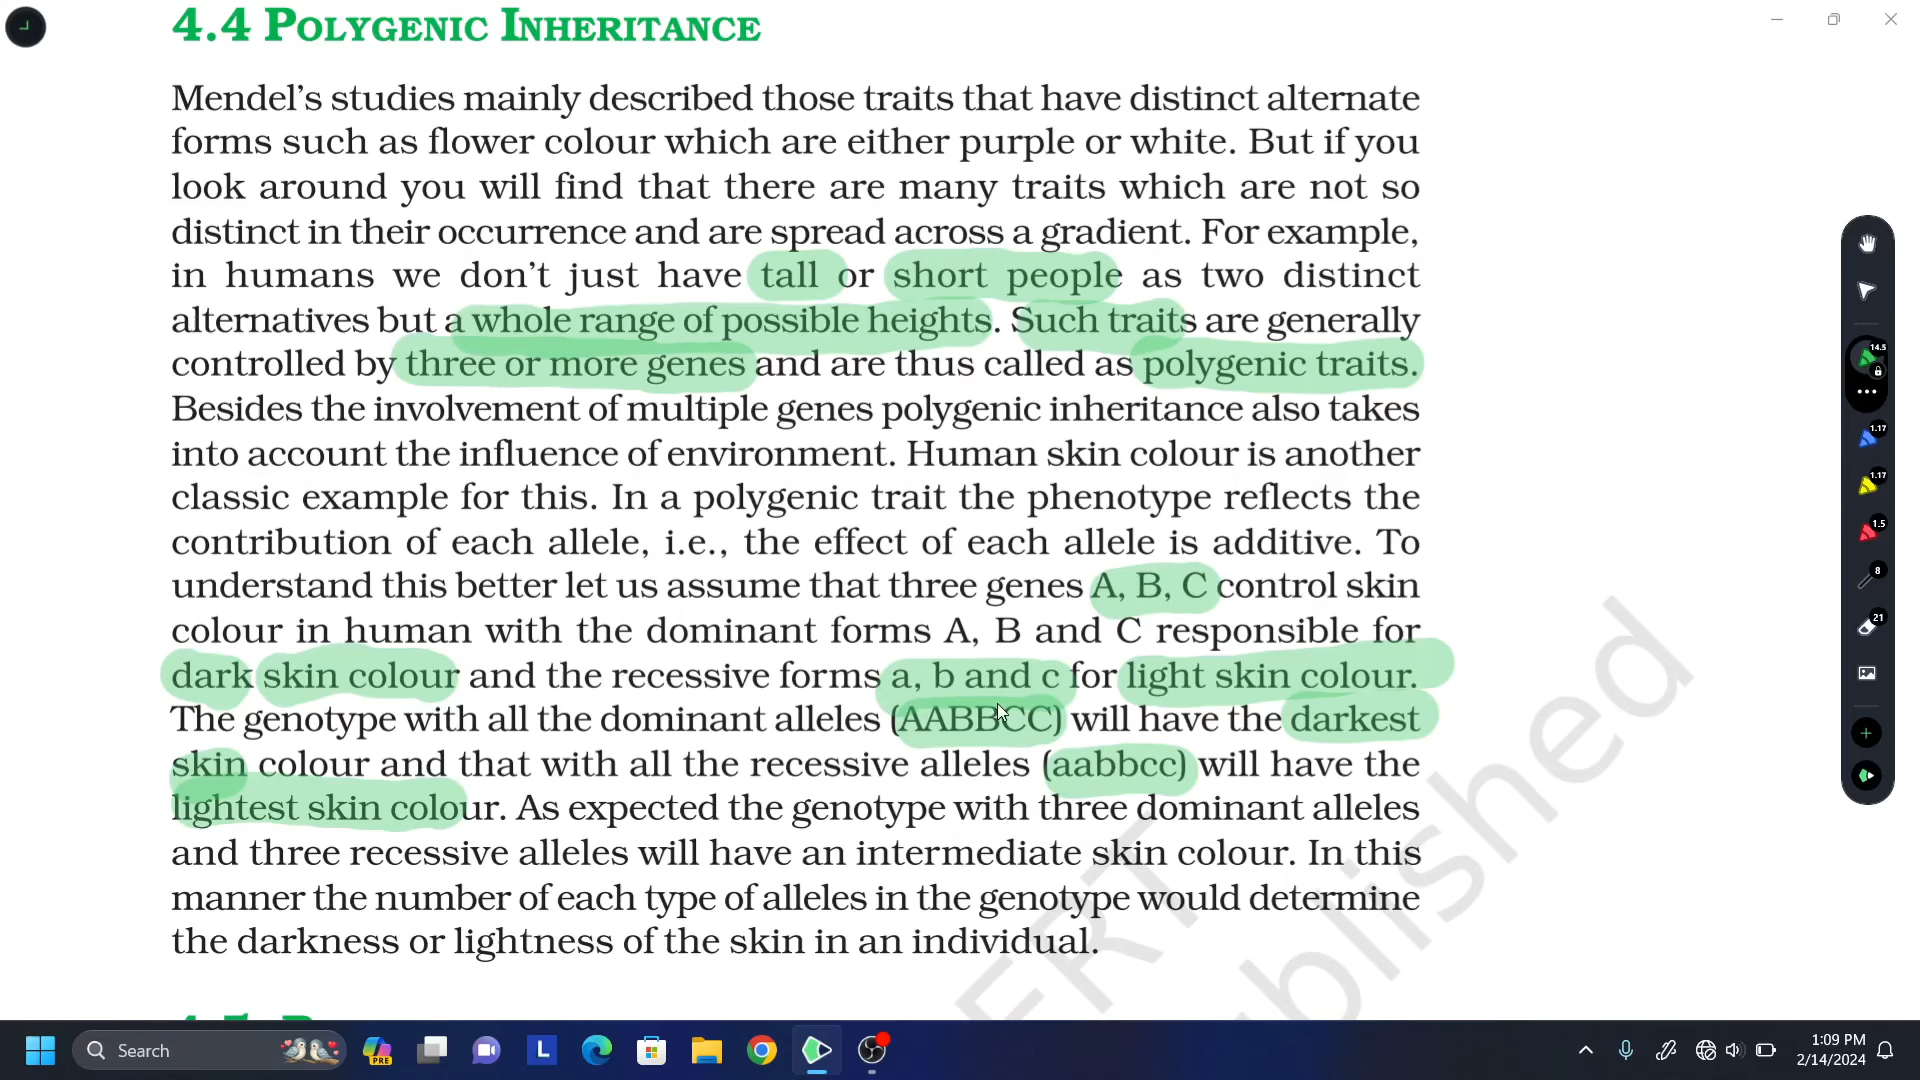 4.4 POLYGENIC INHERITANCE
Mendel's studies mainly described those traits that have distinct alternate
forms such as flower colour which are either purple or white. But if you
look around you will find that there are many traits which are not so
distinct in their occurrence and are spread across a gradient. For example,
in humans we don't just have tall or short people as two distinct
alternatives but a whole range of possible heights. Such traits are generally
controlled by three or more genes and are thus called as polygenic traits.
Besides the involvement of multiple genes polygenic inheritance also takes
into account the influence of environment. Human skin colour is another
classic example for this. In a polygenic trait the phenotype reflects the
contribution of each allele, i.e., the effect of each allele is additive. To
understand this better let us assume that three genes A, B, C control skin
colour in human with the dominant forms A, B and C responsible for
dark skin colour and the recessive forms a, b and c for light skin colour.
The genotype with all the dominant alleles (AABBCC) will have the darkest
skin colour and that with all the recessive alleles (aabbcc) will have the
lightest skin colour. As expected the genotype with three dominant alleles
and three recessive alleles will have an intermediate skin colour. In this
manner the number of each type of alleles in the genotype would determine
the darkness or lightness of the skin in an individual.
14.5
1.17
1.17
1.5
8
21
Search
PRE
L
1:09 PM
2/14/2024